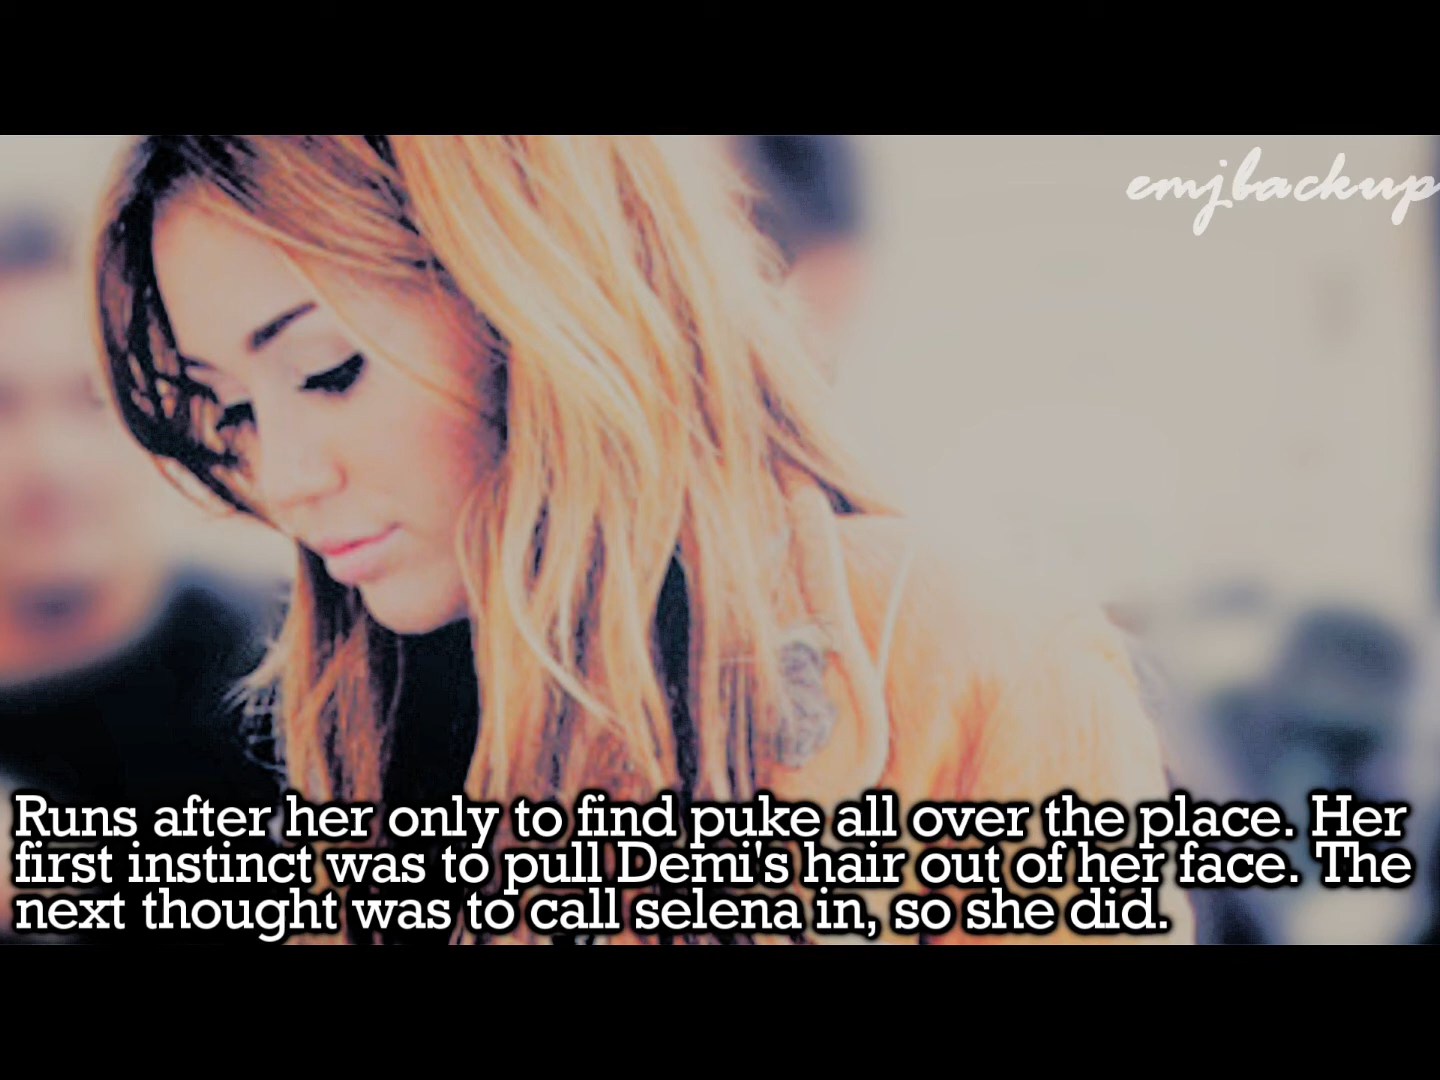 emjbackup
Runs after her only to find puke all over the place. Her
first instinct was to pull Demi's hair out of her face. The
next thought was to call selena in, so she did.